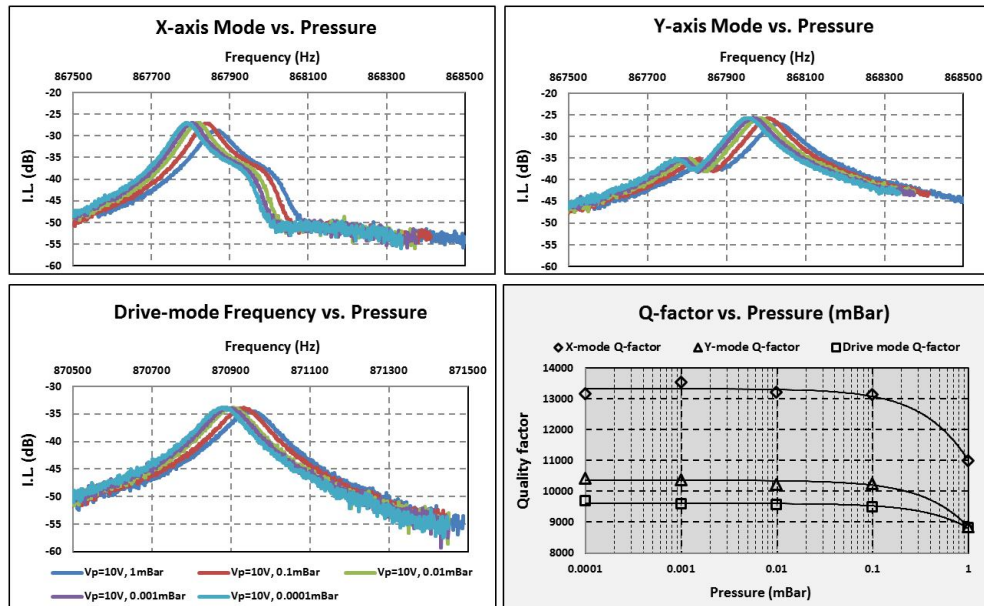 X-axis Mode vs. Pressure
Frequency (Hz)
867500 867700 867900 868100 868300 868500
-20
-25
-30
-35
-40
-45
-50
-55
-60
I.L. (dB)
Y-axis Mode vs. Pressure
Frequency (Hz)
867500 867700 867900 868100 868300 868500
-20
-25
-30
-35
-40
-45
-50
-55
-60
I.L. (dB)
Drive-mode Frequency vs. Pressure
Frequency (Hz)
870500 870700 870900 871100 871300 871500
-30
-35
-40
-45
-50
-55
-60
I.L. (dB)
Vp=10V, 1mBar Vp=10V, 0.1mBar Vp=10V, 0.01mBar
Vp=10V, 0.001mBar Vp=10V, 0.0001mBar
Q-factor vs. Pressure (mBar)
X-mode Q-factor Y-mode Q-factor Drive mode Q-factor
14000
13000
12000
11000
10000
9000
8000
Quality factor
0.0001 0.001 0.01 0.1 1
Pressure (mBar)